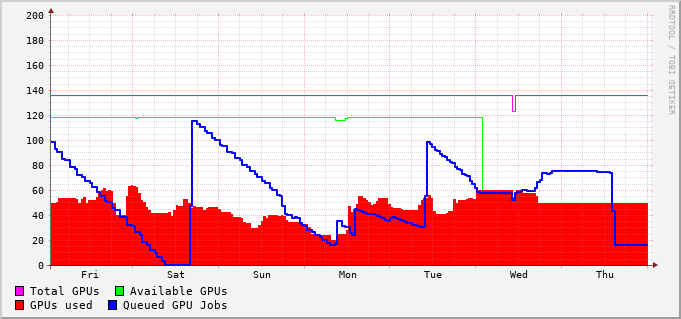 200
180
160
140
120
100
80
60
40
20
0
Fri Sat Sun Mon Tue Wed Thu
Total GPUs Available GPUs
GPUs used Queued GPU Jobs
RRDTOOL / TOBI OETIKER